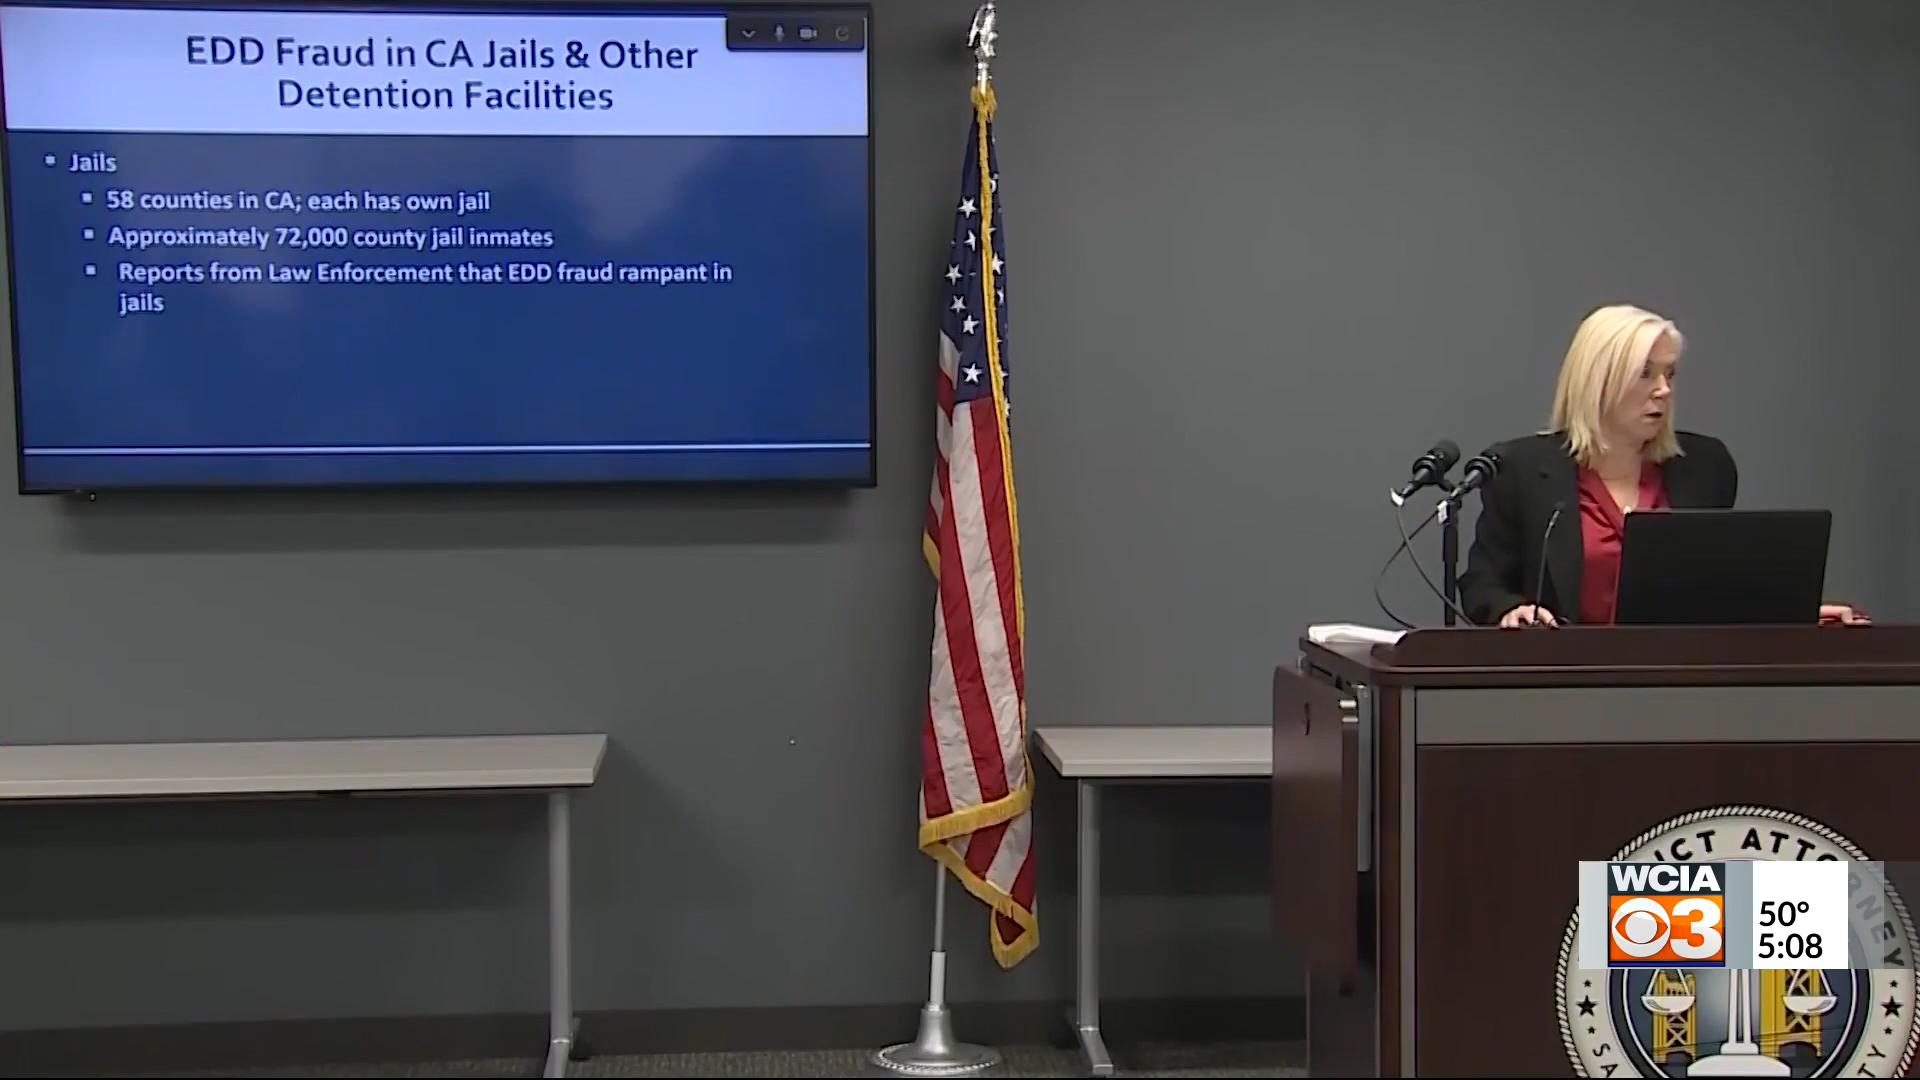 EDD Fraud in CA Jails & Other
Detention Facilities
Jails
58 counties in CA; each has own jail
Approximately 72,000 county jail inmates
Reports from Law Enforcement that EDD fraud rampant in
jails
ATTORNEY
WCIA
3
50°
5:08